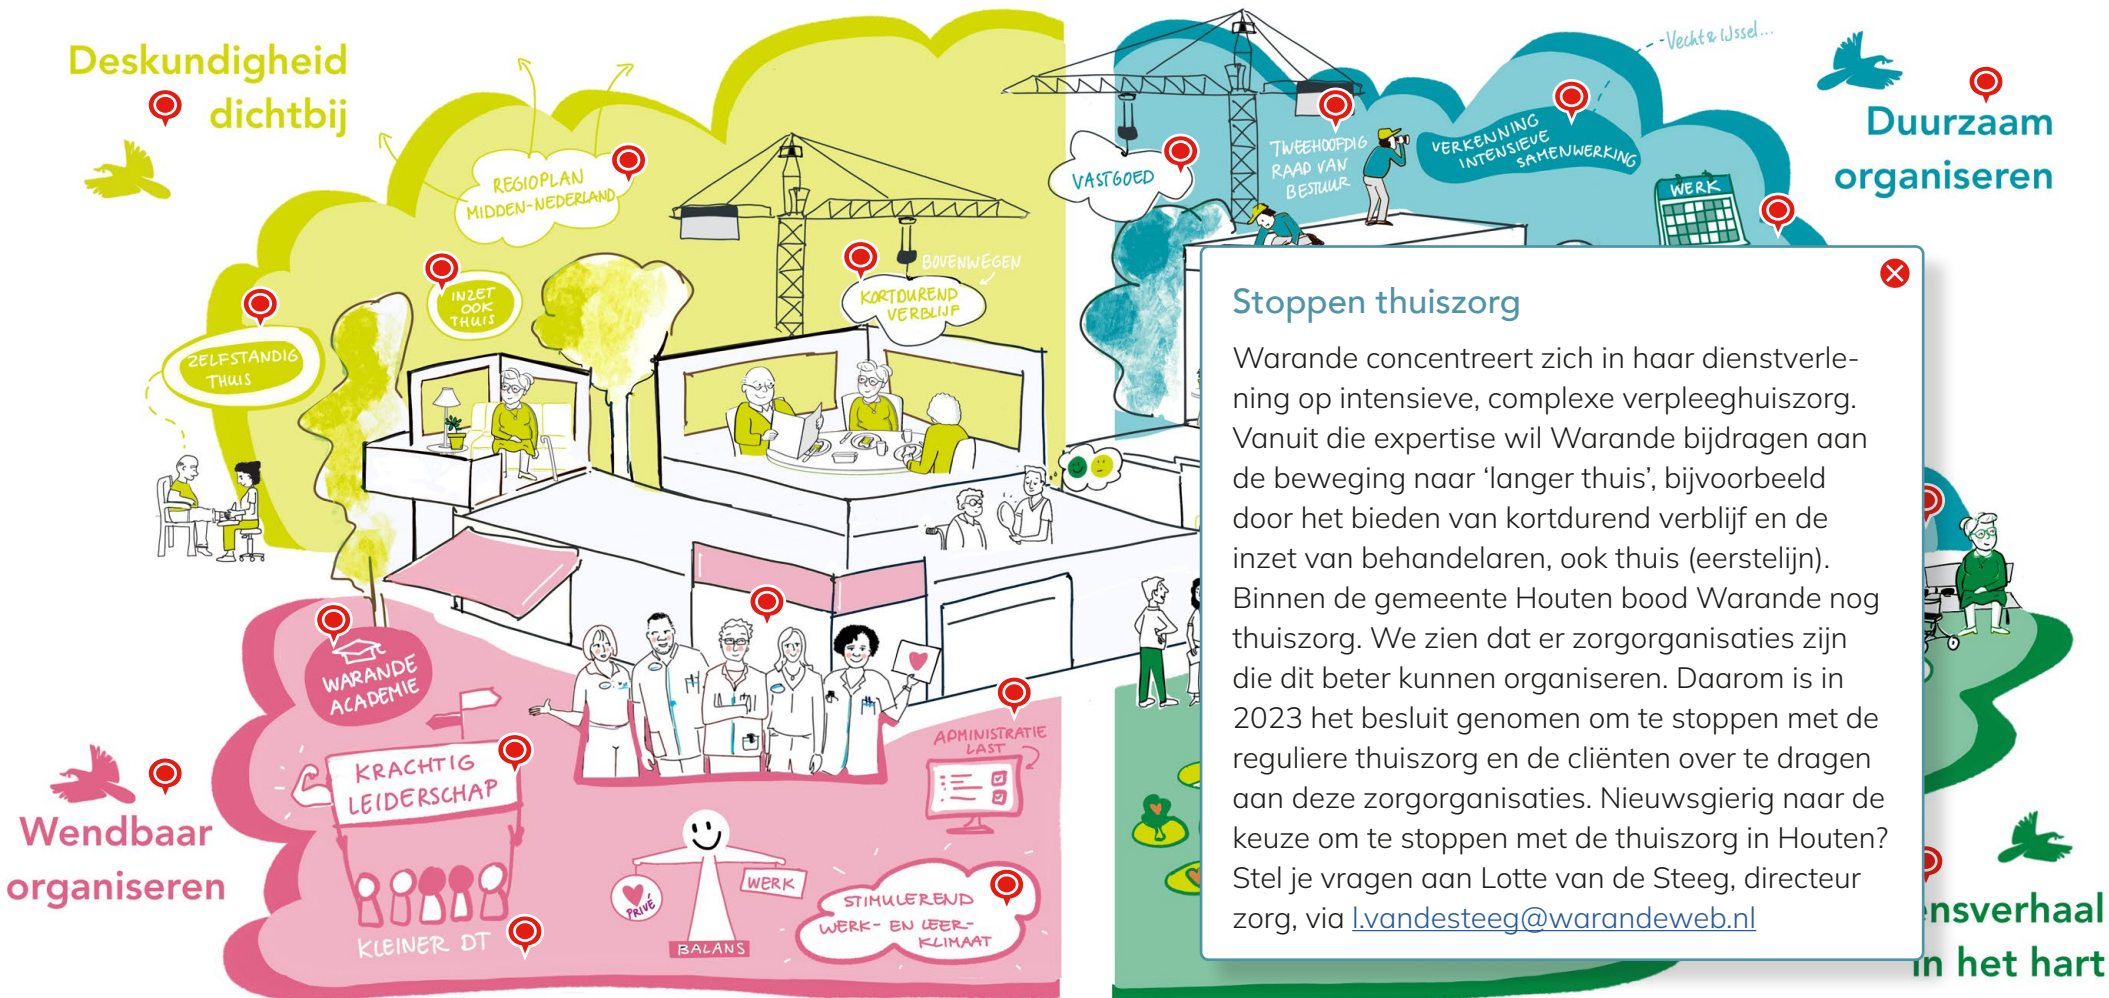 Deskundigheid
dichtbij
REGIOPLAN
MIDDEN-NEDERLAND
INZET
OOK
THUIS
ZELFSTANDIG
THUIS
BOVENWEGEN
KORTDUREND
VERBLIJF
VASTGOED
TWEEHOOFDIG
RAAD VAN
BESTUUR
VERKENNING
INTENSIEVE
SAMENWERKING
Vecht & IJssel...
Duurzaam
organiseren
WERK
Stoppen thuiszorg
Warande concentreert zich in haar dienstverle-
ning op intensieve, complexe verpleeghuiszorg.
Vanuit die expertise wil Warande bijdragen aan
de beweging naar ‘langer thuis’, bijvoorbeeld
door het bieden van kortdurend verblijf en de
inzet van behandelaren, ook thuis (eerstelijn).
Binnen de gemeente Houten bood Warande nog
thuiszorg. We zien dat er zorgorganisaties zijn
die dit beter kunnen organiseren. Daarom is in
2023 het besluit genomen om te stoppen met de
reguliere thuiszorg en de cliënten over te dragen
aan deze zorgorganisaties. Nieuwsgierig naar de
keuze om te stoppen met de thuiszorg in Houten?
Stel je vragen aan Lotte van de Steeg, directeur
zorg, via l.vandesteeg@warandeweb.nl
WARANDE
ACADEMIE
KRACHTIG
LEIDERSCHAP
KLEINER DT
Wendbaar
organiseren
PRIVÉ
WERK
BALANS
ADMINISTRATIE
LAST
STIMULEREND
WERK- EN LEER-
KLIMAAT
ensverhaal
in het hart